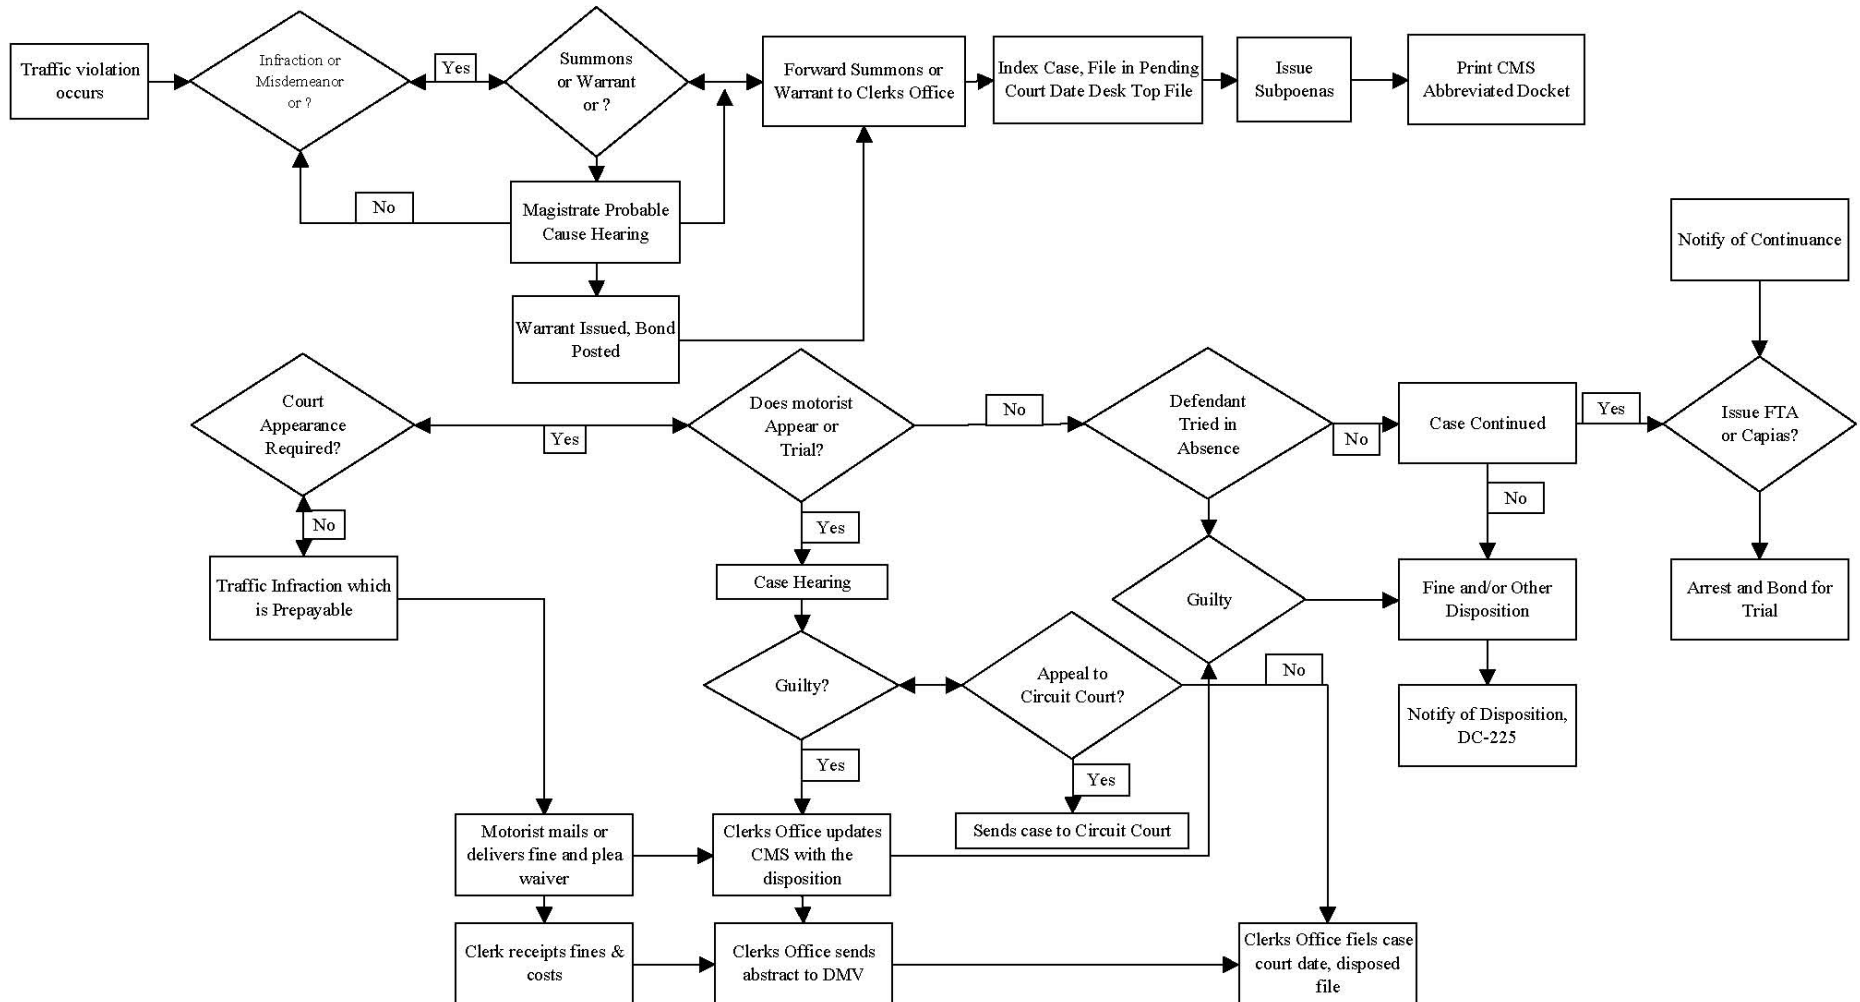 Traffic violation
occurs
Infraction or
Misdemeanor
or ?
Yes
Summons
or Warrant
or ?
Forward Summons or
Warrant to Clerks Office
Index Case, File in Pending
Court Date Desk Top File
Issue
Subpoenas
Print CMS
Abbreviated Docket
No
Magistrate Probable
Cause Hearing
Warrant Issued, Bond
Posted
Notify of Continuance
Court
Appearance
Required?
Yes
Does motorist
Appear or
Trial?
No
Defendant
Tried in
Absence
No
Case Continued
Yes
Issue FTA
or Capias?
No
Yes
No
Traffic Infraction which
is Prepayable
Case Hearing
Guilty
Fine and/or Other
Disposition
Arrest and Bond for
Trial
Guilty?
Appeal to
Circuit Court?
No
Notify of Disposition,
DC-225
Yes
Yes
Motorist mails or
delivers fine and plea
waiver
Clerks Office updates
CMS with the
disposition
Sends case to Circuit Court
Clerk receipts fines &
costs
Clerks Office sends
abstract to DMV
Clerks Office fiels case
court date, disposed
file